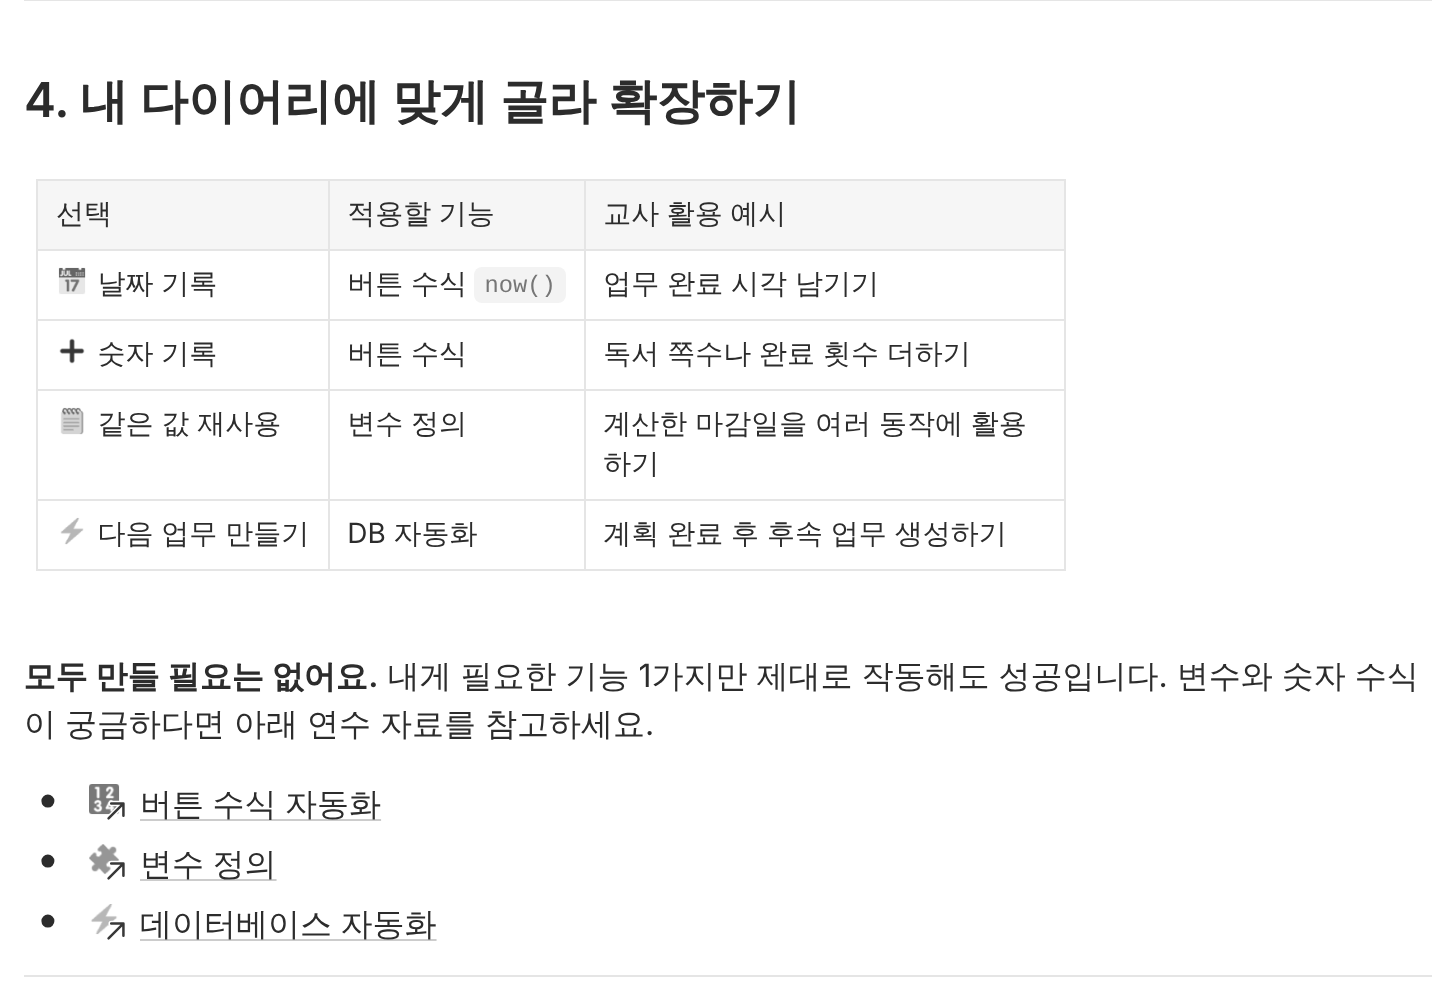 4. 내 다이어리에 맞게 골라 확장하기
선택 적용할 기능 교사 활용 예시
📅 날짜 기록 버튼 수식 now() 업무 완료 시각 남기기
➕ 숫자 기록 버튼 수식 독서 쪽수나 완료 횟수 더하기
🗒️ 같은 값 재사용 변수 정의 계산한 마감일을 여러 동작에 활용
하기
⚡ 다음 업무 만들기 DB 자동화 계획 완료 후 후속 업무 생성하기
모두 만들 필요는 없어요. 내게 필요한 기능 1가지만 제대로 작동해도 성공입니다. 변수와 숫자 수식
이 궁금하다면 아래 연수 자료를 참고하세요.
• 🔢 버튼 수식 자동화
• 🧩 변수 정의
• ⚡ 데이터베이스 자동화